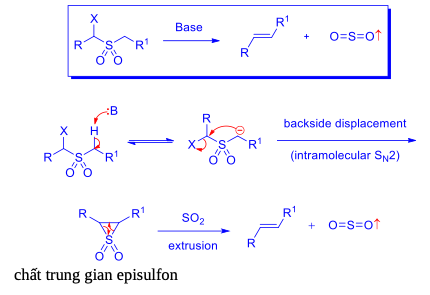 X
R S R¹
O O
Base
R R¹
+ O=S=O↑
:B
X H
R S R¹
O O
R
X S R¹
O O
backside displacement
(intramolecular SN2)
R R¹
S
O O
SO2
extrusion
R R¹
+ O=S=O↑
chất trung gian episulfon